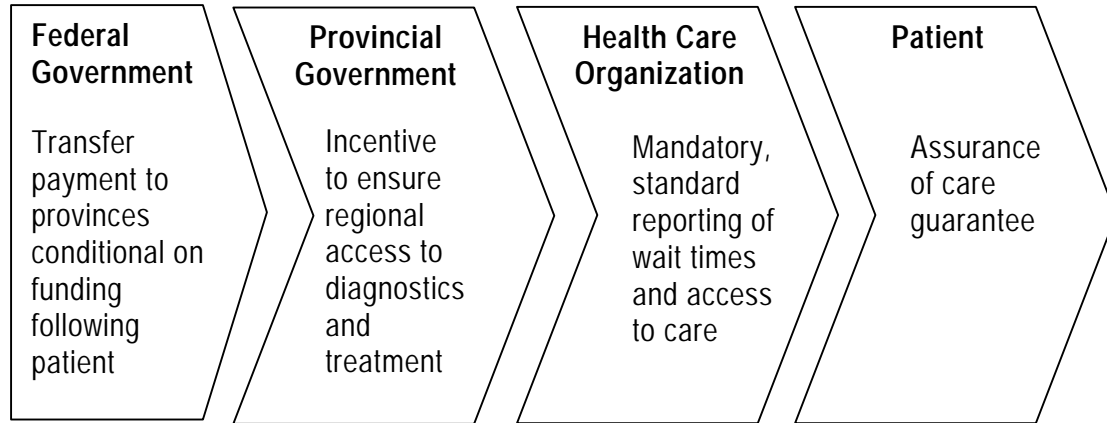 Federal
Government
Transfer
payment to
provinces
conditional on
funding
following
patient
Provincial
Government
Incentive
to ensure
regional
access to
diagnostics
and
treatment
Health Care
Organization
Mandatory,
standard
reporting of
wait times
and access
to care
Patient
Assurance
of care
guarantee